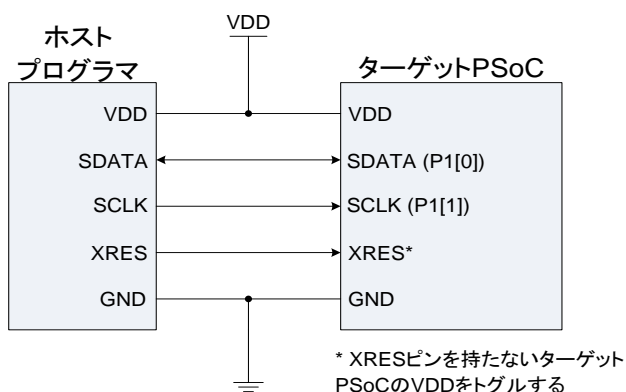 VDD
ホスト
プログラマ
ターゲットPSoC
VDD
VDD
SDATA
SDATA (P1[0])
SCLK
SCLK (P1[1])
XRES
XRES*
GND
GND
* XRESピンを持たないターゲット
PSoCのVDDをトグルする